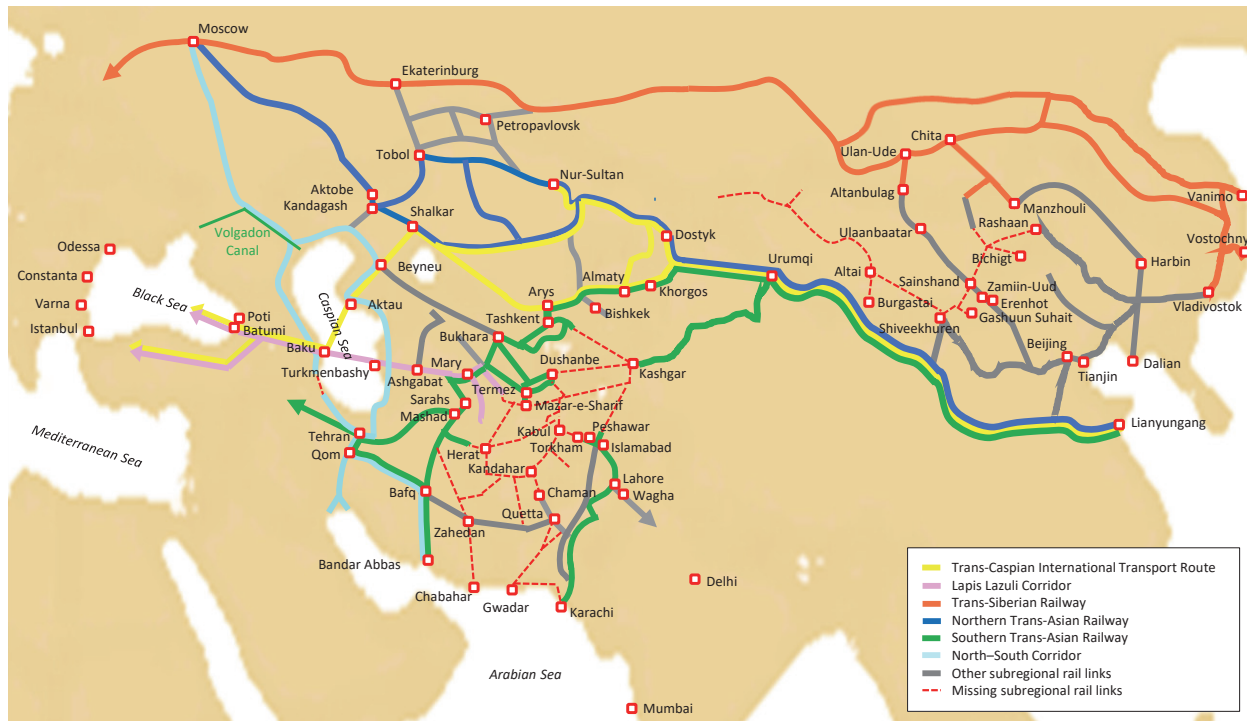 Moscow
Ekaterinburg
Petropavlovsk
Tobol
Nur-Sultan
Aktobe
Kandagash
Shalkar
Volgadon
Canal
Odessa
Constanta
Varna
Istanbul
Black Sea
Poti
Batumi
Caspian Sea
Beyneu
Aktau
Baku
Turkmenbashy
Ashgabat
Mary
Bukhara
Tashkent
Arys
Almaty
Khorgos
Bishkek
Dostyk
Urumqi
Dushanbe
Kashgar
Termez
Mazar-e-Sharif
Sarahs
Mashad
Tehran
Qom
Mediterranean Sea
Herat
Kabul
Torkham
Peshawar
Islamabad
Kandahar
Chaman
Lahore
Wagha
Bafq
Quetta
Zahedan
Bandar Abbas
Chabahar
Gwadar
Karachi
Delhi
Arabian Sea
Mumbai
Chita
Ulan-Ude
Altanbulag
Manzhouli
Rashaan
Ulaanbaatar
Bichigt
Altai
Sainshand
Zamiin-Uud
Erenhot
Burgastai
Gashuun Suhait
Shiveekhuren
Harbin
Vanimo
Vostochny
Vladivostok
Beijing
Tianjin
Dalian
Lianyungang
Trans-Caspian International Transport Route
Lapis Lazuli Corridor
Trans-Siberian Railway
Northern Trans-Asian Railway
Southern Trans-Asian Railway
North–South Corridor
Other subregional rail links
Missing subregional rail links